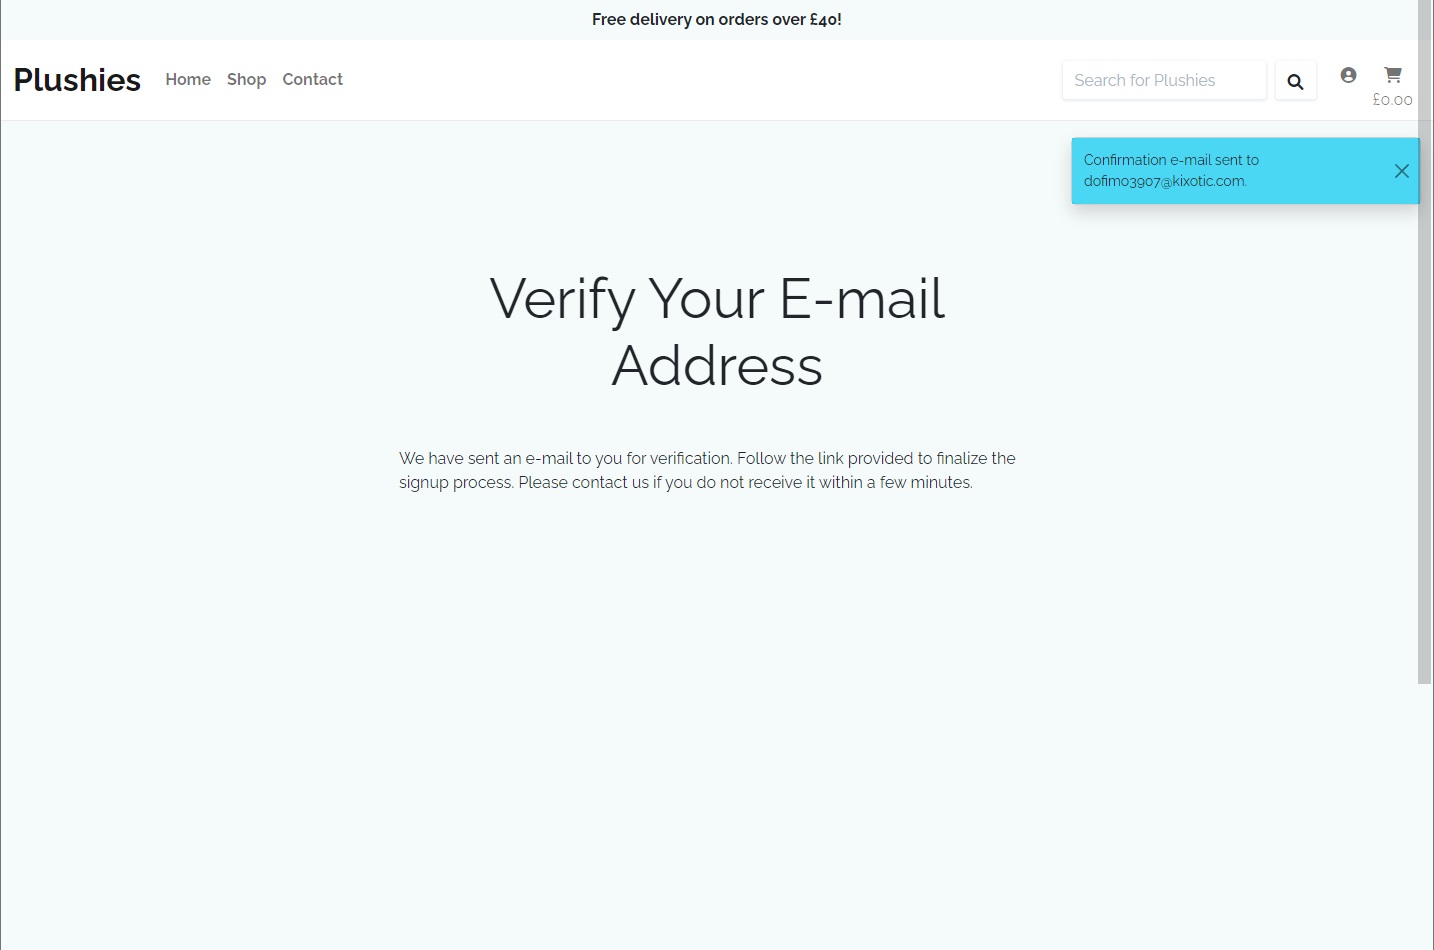 Free delivery on orders over £40!
Plushies
Home
Shop
Contact
Search for Plushies
£0.00
Confirmation e-mail sent to
dofimo3907@kixotic.com.
Verify Your E-mail
Address
We have sent an e-mail to you for verification. Follow the link provided to finalize the
signup process. Please contact us if you do not receive it within a few minutes.